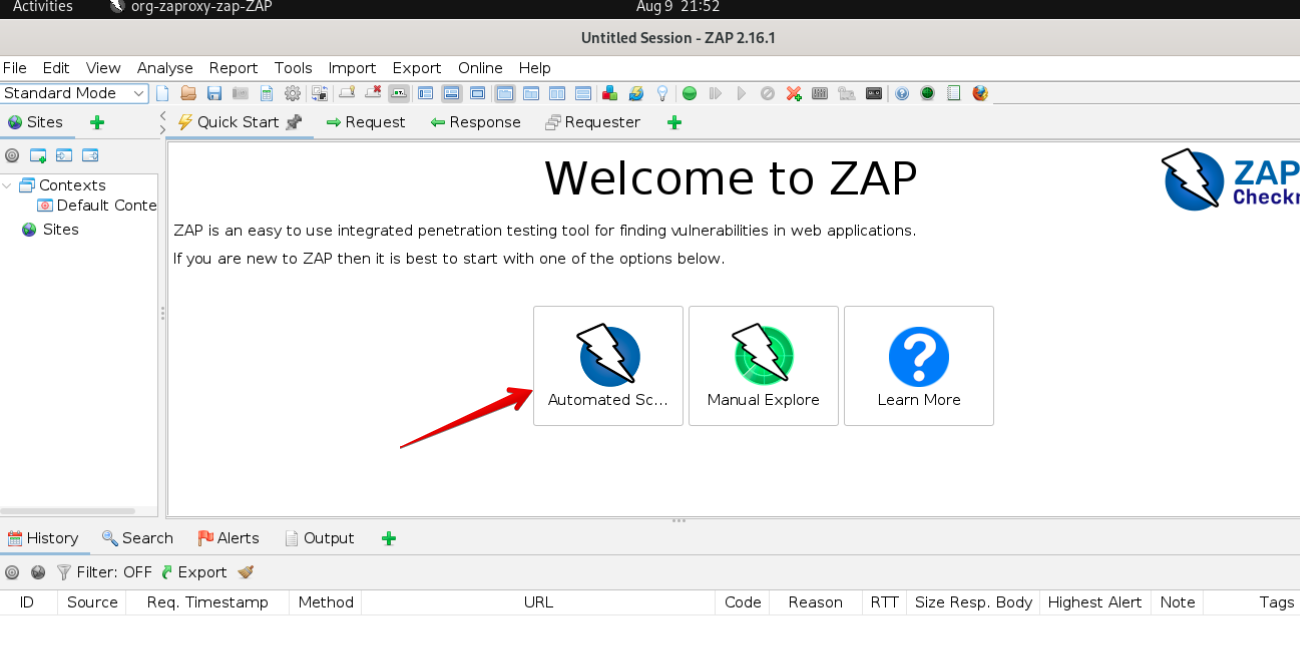 Activities org-zaproxy-zap-ZAP Aug 9 21:52
Untitled Session - ZAP 2.16.1
File Edit View Analyse Report Tools Import Export Online Help
Standard Mode
Sites Quick Start Request Response Requester
Contexts
Default Conte
Sites
Welcome to ZAP
ZAP
Checkm
ZAP is an easy to use integrated penetration testing tool for finding vulnerabilities in web applications.
If you are new to ZAP then it is best to start with one of the options below.
Automated Sc... Manual Explore Learn More
History Search Alerts Output
Filter: OFF Export
ID Source Req. Timestamp Method URL Code Reason RTT Size Resp. Body Highest Alert Note Tags